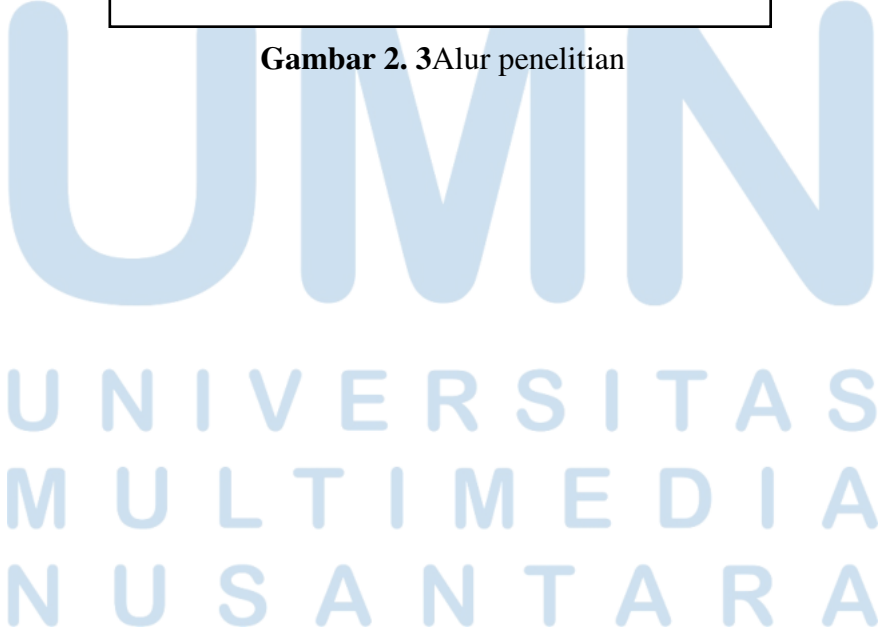 Gambar 2. 3Alur penelitian
UMN
UNIVERSITAS
MULTIMEDIA
NUSANTARA